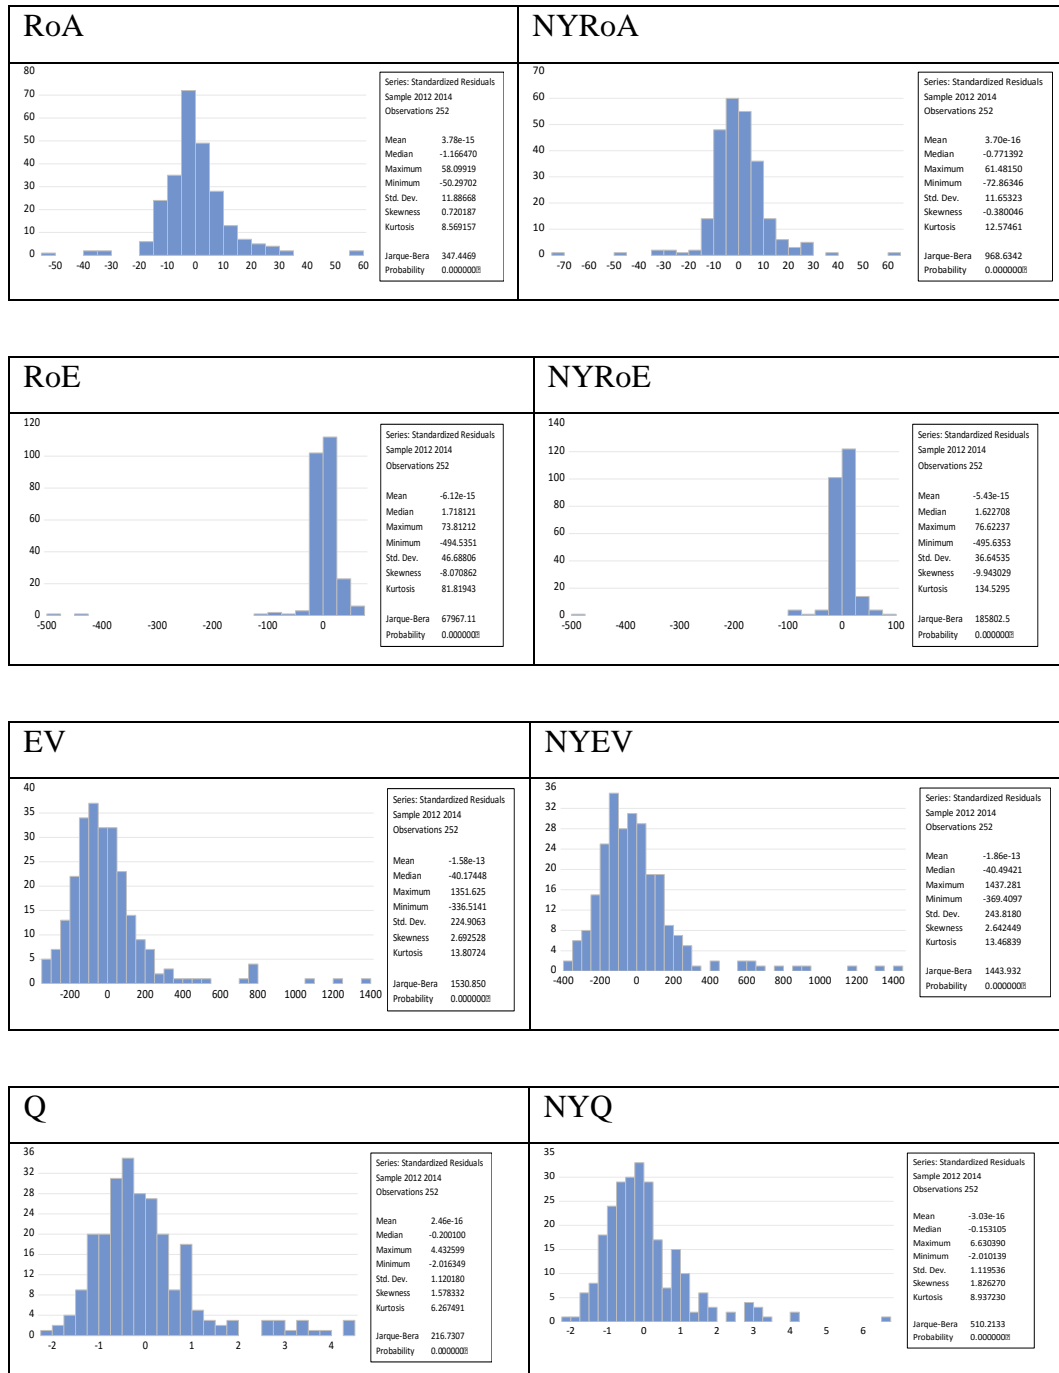 RoA
NYRoA
80
70
60
50
40
30
20
10
0
-50 -40 -30 -20 -10 0 10 20 30 40 50 60
Series: Standardized Residuals
Sample 2012 2014
Observations 252
Mean 3.78e-15
Median -1.166470
Maximum 58.09919
Minimum -50.29702
Std. Dev. 11.88668
Skewness 0.720187
Kurtosis 8.569157
Jarque-Bera 347.4469
Probability 0.000000
70
60
50
40
30
20
10
0
-70 -60 -50 -40 -30 -20 -10 0 10 20 30 40 50 60
Series: Standardized Residuals
Sample 2012 2014
Observations 252
Mean 3.70e-16
Median -0.771392
Maximum 61.48150
Minimum -72.86346
Std. Dev. 11.65323
Skewness -0.380046
Kurtosis 12.57461
Jarque-Bera 968.6342
Probability 0.000000
RoE
NYRoE
120
100
80
60
40
20
0
-500 -400 -300 -200 -100 0
Series: Standardized Residuals
Sample 2012 2014
Observations 252
Mean -6.12e-15
Median 1.718121
Maximum 73.81212
Minimum -494.5351
Std. Dev. 46.68806
Skewness -8.070862
Kurtosis 81.81943
Jarque-Bera 67967.11
Probability 0.000000
140
120
100
80
60
40
20
0
-500 -400 -300 -200 -100 0 100
Series: Standardized Residuals
Sample 2012 2014
Observations 252
Mean -5.43e-15
Median 1.622708
Maximum 76.62237
Minimum -495.6353
Std. Dev. 36.64535
Skewness -9.943029
Kurtosis 134.5295
Jarque-Bera 185802.5
Probability 0.000000
EV
NYEV
40
35
30
25
20
15
10
5
0
-200 0 200 400 600 800 1000 1200 1400
Series: Standardized Residuals
Sample 2012 2014
Observations 252
Mean -1.58e-13
Median -40.17448
Maximum 1351.625
Minimum -336.5141
Std. Dev. 224.9063
Skewness 2.692528
Kurtosis 13.80724
Jarque-Bera 1530.850
Probability 0.000000
36
32
28
24
20
16
12
8
4
0
-400 -200 0 200 400 600 800 1000 1200 1400
Series: Standardized Residuals
Sample 2012 2014
Observations 252
Mean -1.86e-13
Median -40.49421
Maximum 1437.281
Minimum -369.4097
Std. Dev. 243.8180
Skewness 2.642449
Kurtosis 13.46839
Jarque-Bera 1443.932
Probability 0.000000
Q
NYQ
36
32
28
24
20
16
12
8
4
0
-2 -1 0 1 2 3 4
Series: Standardized Residuals
Sample 2012 2014
Observations 252
Mean 2.46e-16
Median -0.200100
Maximum 4.432599
Minimum -2.016349
Std. Dev. 1.120180
Skewness 1.578332
Kurtosis 6.267491
Jarque-Bera 216.7307
Probability 0.000000
35
30
25
20
15
10
5
0
-2 -1 0 1 2 3 4 5 6
Series: Standardized Residuals
Sample 2012 2014
Observations 252
Mean -3.03e-16
Median -0.153105
Maximum 6.630390
Minimum -2.010139
Std. Dev. 1.119536
Skewness 1.826270
Kurtosis 8.937230
Jarque-Bera 510.2133
Probability 0.000000